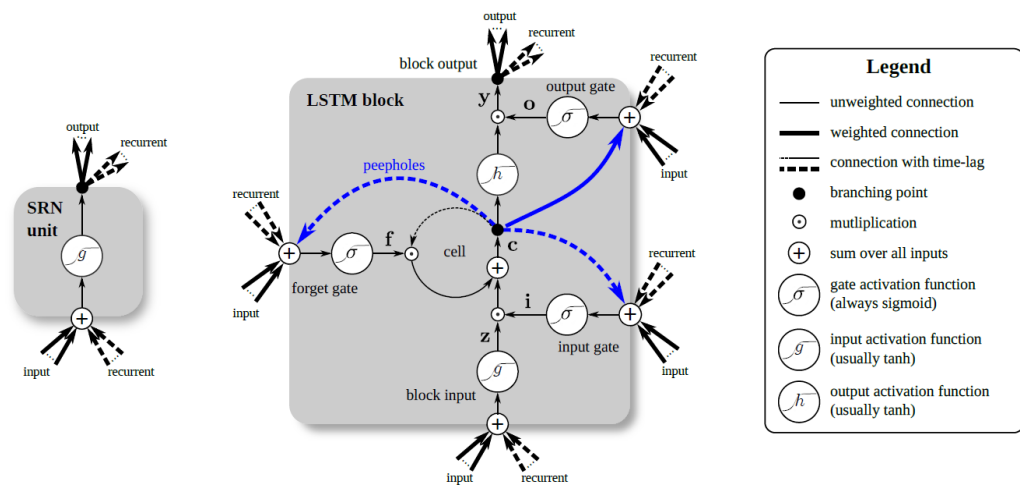 output
recurrent
SRN
unit
g
input
recurrent
output
recurrent
block output
LSTM block
y
o
output gate
σ
recurrent
input
h
peepholes
recurrent
f
σ
cell
c
forget gate
input
recurrent
i
σ
input gate
input
z
g
block input
input
recurrent
Legend
unweighted connection
weighted connection
connection with time-lag
branching point
mutliplication
sum over all inputs
σ
gate activation function
(always sigmoid)
g
input activation function
(usually tanh)
h
output activation function
(usually tanh)